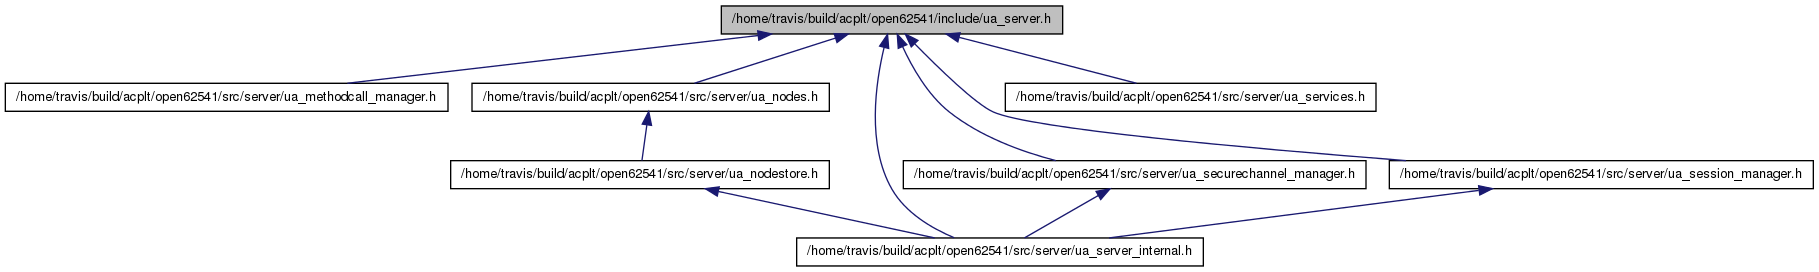 /home/travis/build/acplt/open62541/include/ua_server.h
/home/travis/build/acplt/open62541/src/server/ua_methodcall_manager.h
/home/travis/build/acplt/open62541/src/server/ua_nodes.h
/home/travis/build/acplt/open62541/src/server/ua_services.h
/home/travis/build/acplt/open62541/src/server/ua_nodestore.h
/home/travis/build/acplt/open62541/src/server/ua_securechannel_manager.h
/home/travis/build/acplt/open62541/src/server/ua_session_manager.h
/home/travis/build/acplt/open62541/src/server/ua_server_internal.h